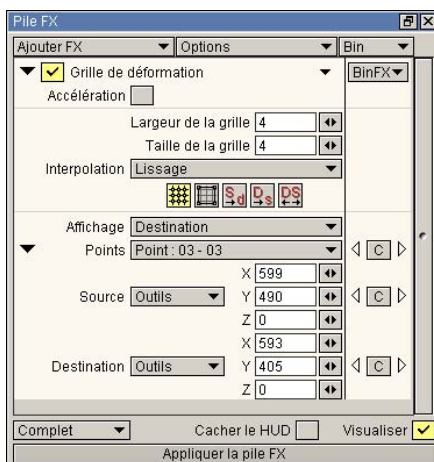 Pile FX
Ajouter FX Options Bin
Grille de déformation BinFX
Accélération
Largeur de la grille 4
Taille de la grille 4
Interpolation Lissage
S d D s DS
Affichage Destination
Points Point : 03 - 03 C
X 599
Source Outils Y 490 C
Z 0
X 593
Destination Outils Y 405 C
Z 0
Complet Cacher le HUD Visualiser
Appliquer la pile FX